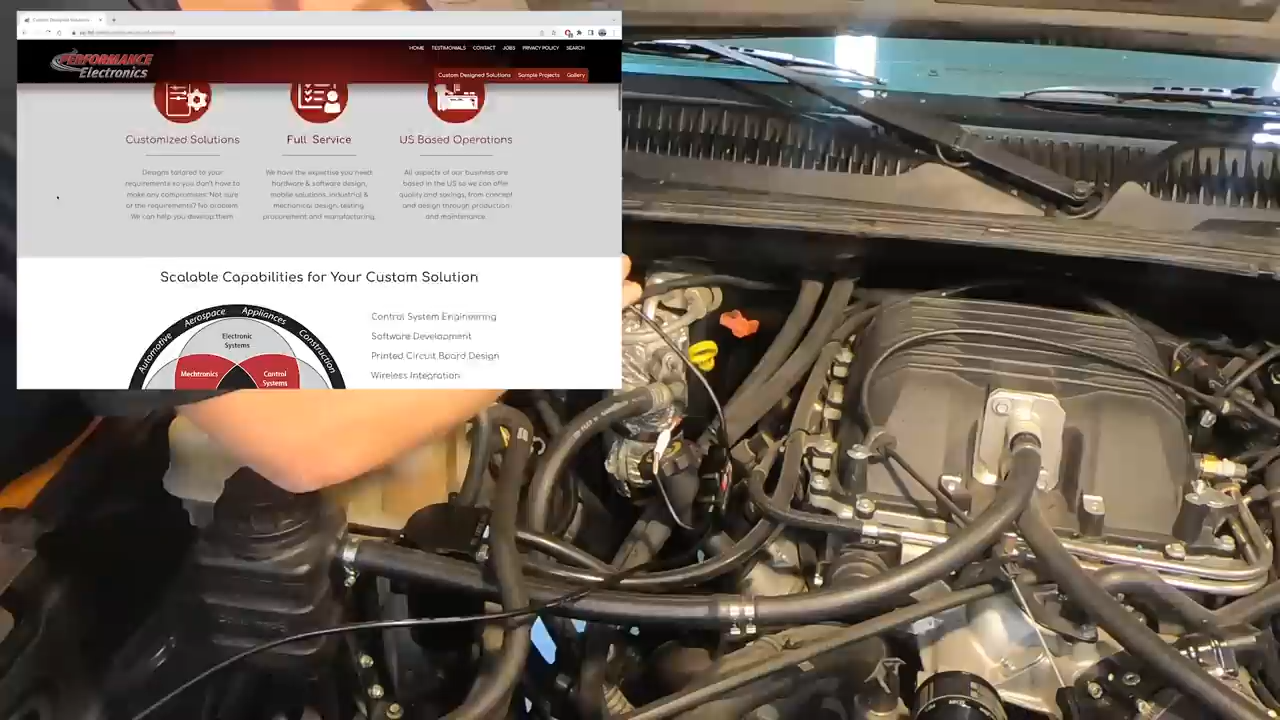 Custom Designed Solutions
HOME TESTIMONIALS CONTACT JOBS PRIVACY POLICY SEARCH
PERFORMANCE
Electronics
Custom Designed Solutions Sample Projects Gallery
Customized Solutions
Designs tailored to your
requirements so you don't have to
make any compromises. Not sure
of the requirements? No problem.
We can help you develop them.
Full Service
We have the expertise you need:
hardware & software design,
mobile solutions, industrial &
mechanical design, testing,
procurement and manufacturing.
US Based Operations
All aspects of our business are
based in the US so we can offer
quality and savings, from concept
and design through production
and maintenance.
Scalable Capabilities for Your Custom Solution
Automotive Aerospace Appliances Construction
Electronic
Systems
Mechtronics
Control
Systems
Control System Engineering
Software Development
Printed Circuit Board Design
Wireless Integration